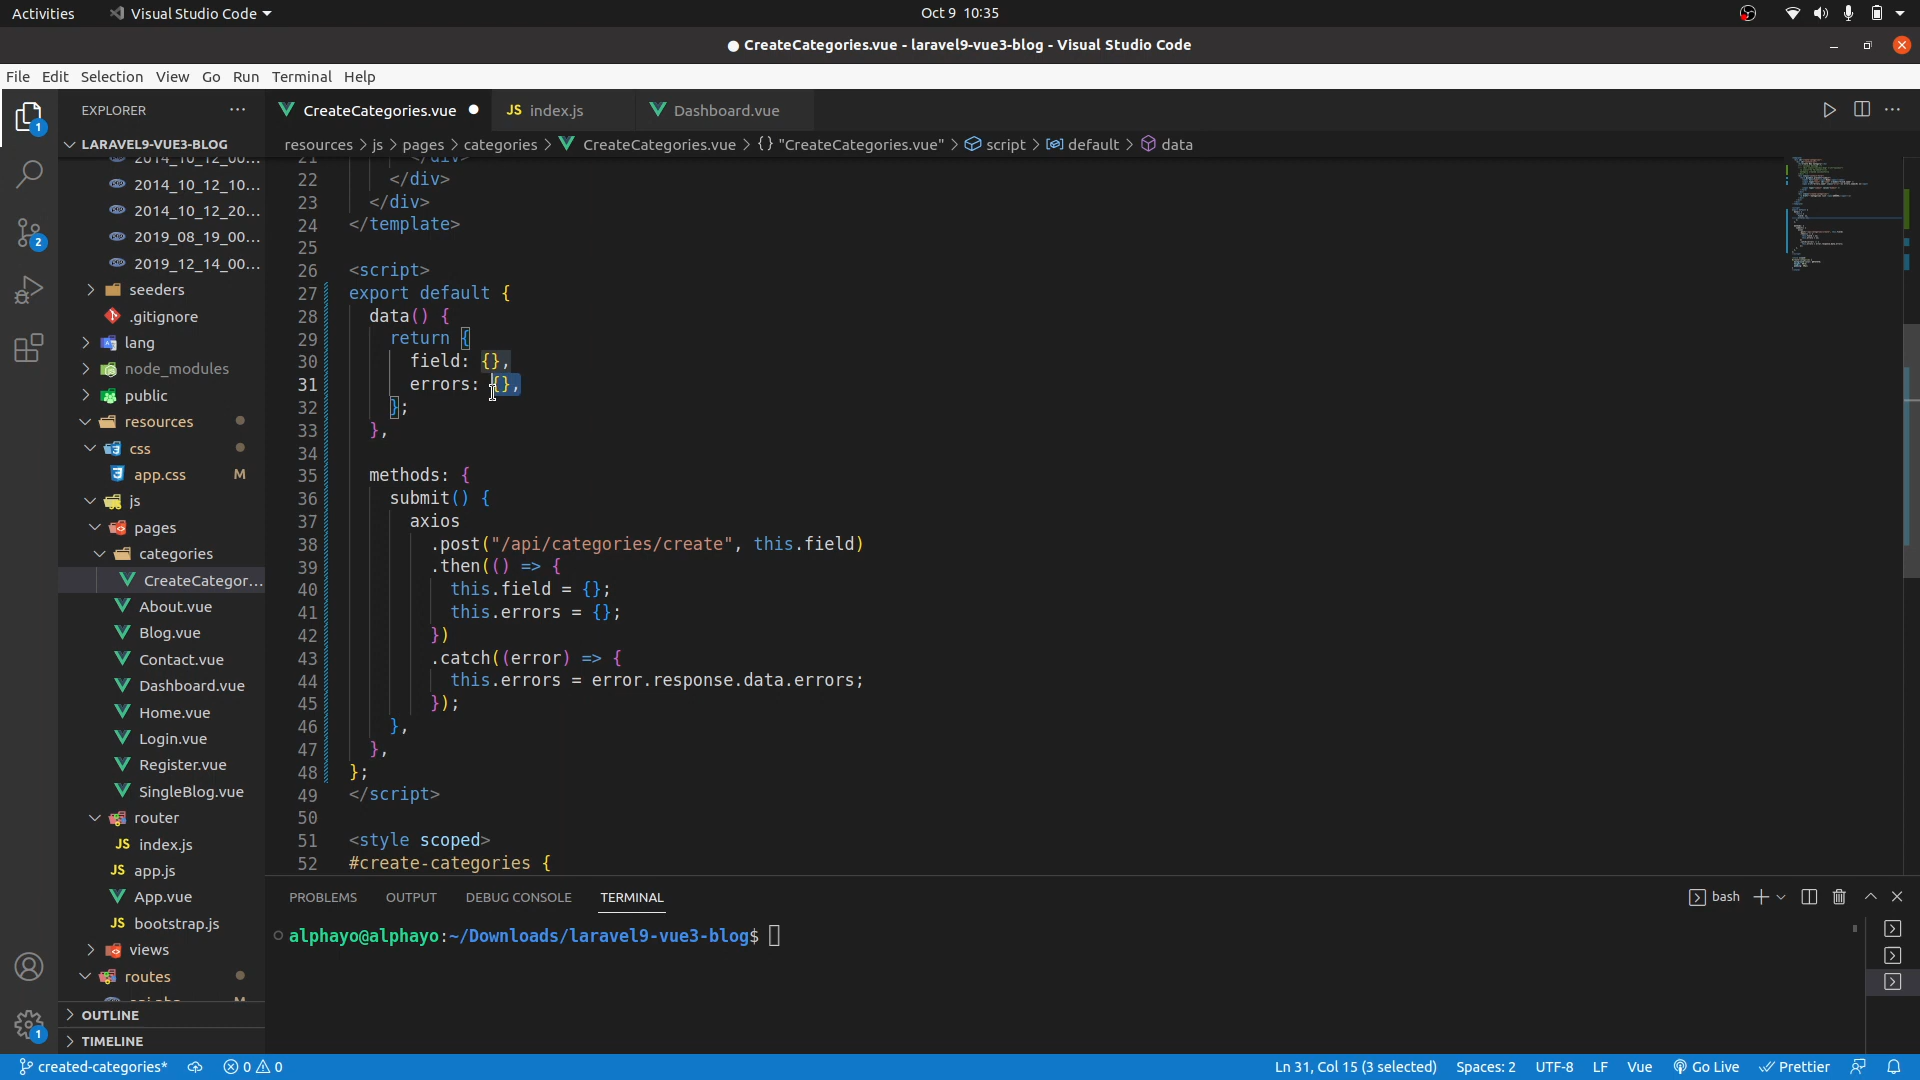 Activities Visual Studio Code Oct 9 10:35
CreateCategories.vue - laravel9-vue3-blog - Visual Studio Code
File Edit Selection View Go Run Terminal Help
1
EXPLORER ···
CreateCategories.vue
JS index.js
Dashboard.vue
LARAVEL9-VUE3-BLOG
resources > js > pages > categories > CreateCategories.vue > {} "CreateCategories.vue" > script > default > data
2014_10_12_00...
2014_10_12_10...
2014_10_12_20...
2019_08_19_00...
2019_12_14_00...
seeders
.gitignore
lang
node_modules
public
resources
css
app.css M
js
pages
categories
CreateCategor...
About.vue
Blog.vue
Contact.vue
Dashboard.vue
Home.vue
Login.vue
Register.vue
SingleBlog.vue
router
JS index.js
JS app.js
App.vue
JS bootstrap.js
views
routes
OUTLINE
TIMELINE
2
1
21 </div>
22 </div>
23 </div>
24 </template>
25
26 <script>
27 export default {
28 data() {
29 return {
30 field: {},
31 errors: {},
32 };
33 },
34
35 methods: {
36 submit() {
37 axios
38 .post("/api/categories/create", this.field)
39 .then(() => {
40 this.field = {};
41 this.errors = {};
42 })
43 .catch((error) => {
44 this.errors = error.response.data.errors;
45 });
46 },
47 },
48 };
49 </script>
50
51 <style scoped>
52 #create-categories {
PROBLEMS OUTPUT DEBUG CONSOLE TERMINAL bash
alphayo@alphayo:~/Downloads/laravel9-vue3-blog$
created-categories* 0 0 Ln 31, Col 15 (3 selected) Spaces: 2 UTF-8 LF Vue Go Live Prettier